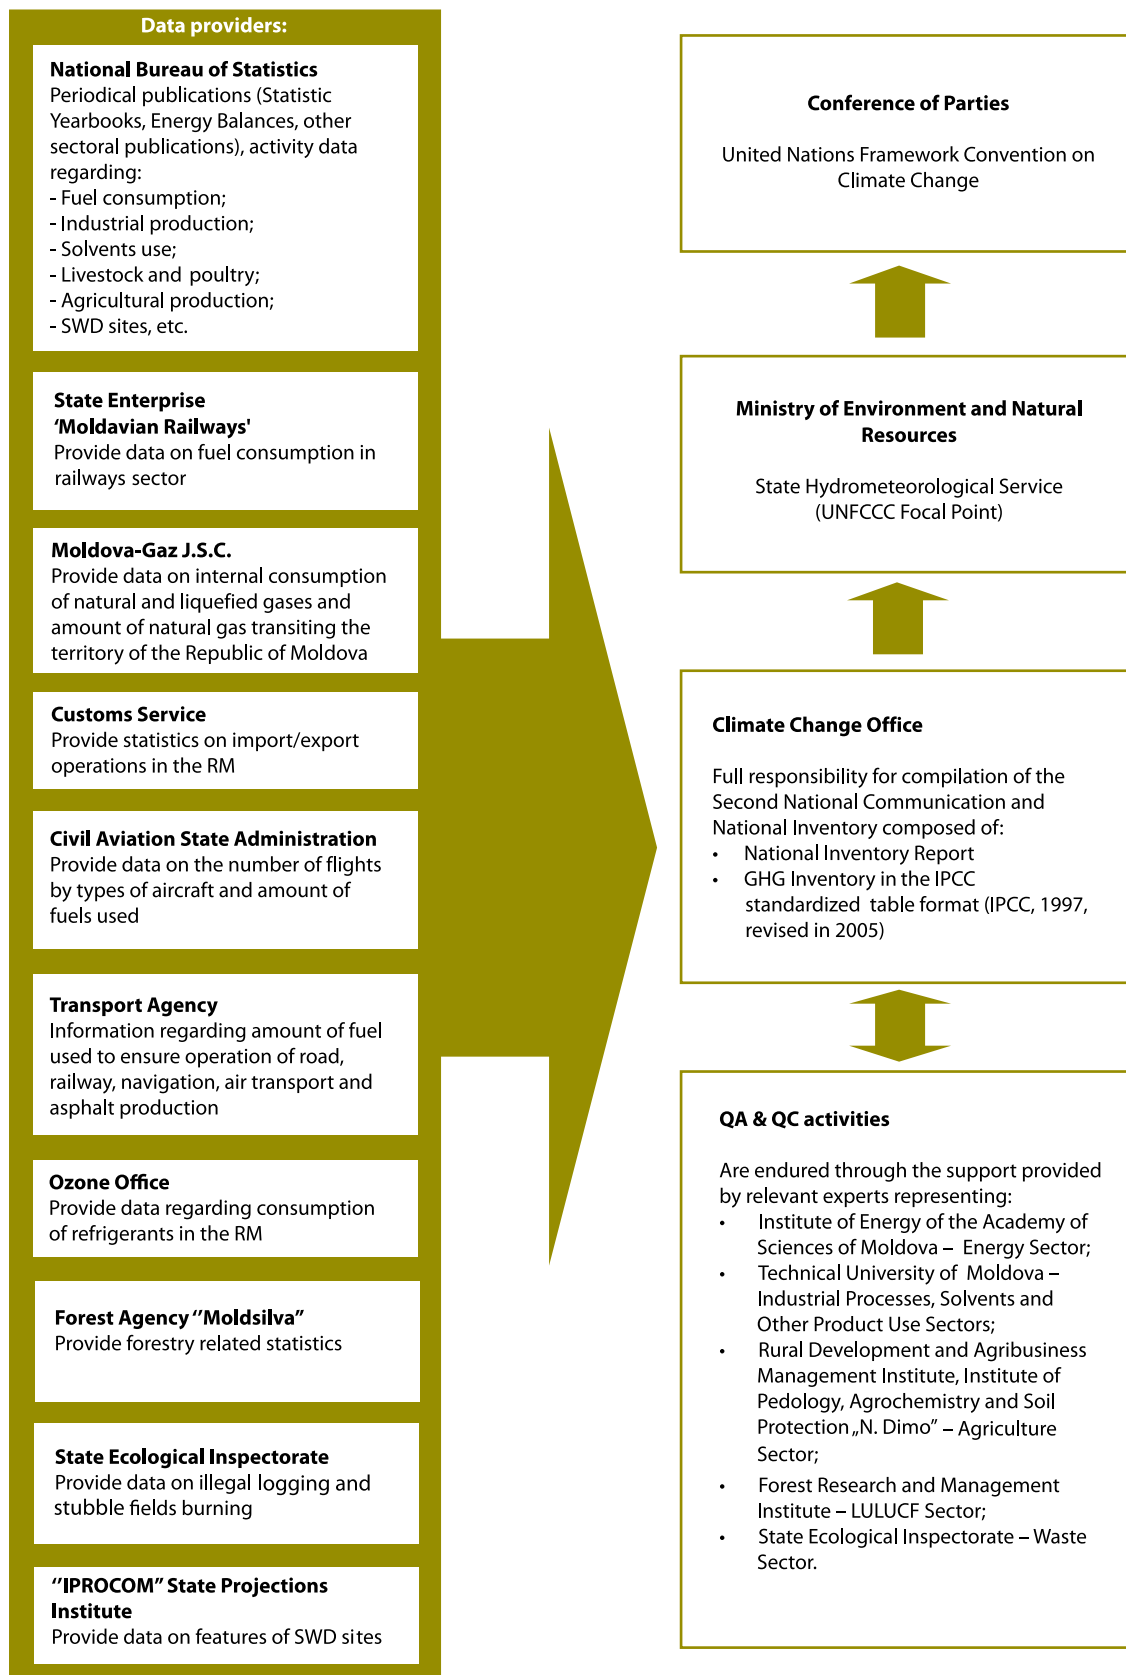 Data providers:
National Bureau of Statistics
Periodical publications (Statistic
Yearbooks, Energy Balances, other
sectoral publications), activity data
regarding:
- Fuel consumption;
- Industrial production;
- Solvents use;
- Livestock and poultry;
- Agricultural production;
- SWD sites, etc.
State Enterprise
‘Moldavian Railways'
Provide data on fuel consumption in
railways sector
Moldova-Gaz J.S.C.
Provide data on internal consumption
of natural and liquefied gases and
amount of natural gas transiting the
territory of the Republic of Moldova
Customs Service
Provide statistics on import/export
operations in the RM
Civil Aviation State Administration
Provide data on the number of flights
by types of aircraft and amount of
fuels used
Transport Agency
Information regarding amount of fuel
used to ensure operation of road,
railway, navigation, air transport and
asphalt production
Ozone Office
Provide data regarding consumption
of refrigerants in the RM
Forest Agency ‘’Moldsilva”
Provide forestry related statistics
State Ecological Inspectorate
Provide data on illegal logging and
stubble fields burning
‘’IPROCOM” State Projections
Institute
Provide data on features of SWD sites
Conference of Parties
United Nations Framework Convention on
Climate Change
Ministry of Environment and Natural
Resources
State Hydrometeorological Service
(UNFCCC Focal Point)
Climate Change Office
Full responsibility for compilation of the
Second National Communication and
National Inventory composed of:
• National Inventory Report
• GHG Inventory in the IPCC
standardized table format (IPCC, 1997,
revised in 2005)
QA & QC activities
Are endured through the support provided
by relevant experts representing:
• Institute of Energy of the Academy of
Sciences of Moldova – Energy Sector;
• Technical University of Moldova –
Industrial Processes, Solvents and
Other Product Use Sectors;
• Rural Development and Agribusiness
Management Institute, Institute of
Pedology, Agrochemistry and Soil
Protection „N. Dimo” – Agriculture
Sector;
• Forest Research and Management
Institute – LULUCF Sector;
• State Ecological Inspectorate – Waste
Sector.